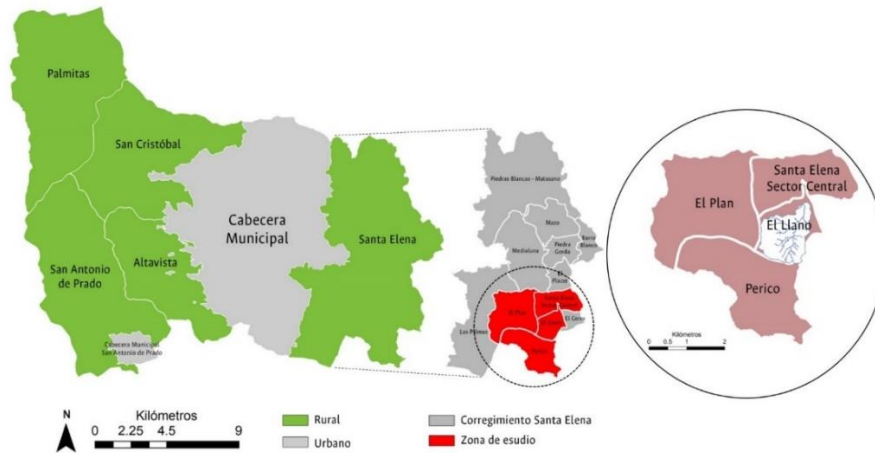 Palmitas
San Cristóbal
San Antonio
de Prado
Altavista
Cabecera
Municipal
Cabecera Municipal
San Antonio de Prado
Santa Elena
Piedras Blancas - Matasano
Mazo
Medialuna
Piedra
Gorda
Barro
Blanco
El
Placer
El Plan
El Cerro
Las Palmas
Perico
El Plan
Santa Elena
Sector Central
El Llano
Perico
Kilómetros
0 0.5 1 2
N
Kilómetros
0 2.25 4.5 9
Rural
Urbano
Corregimiento Santa Elena
Zona de esudio